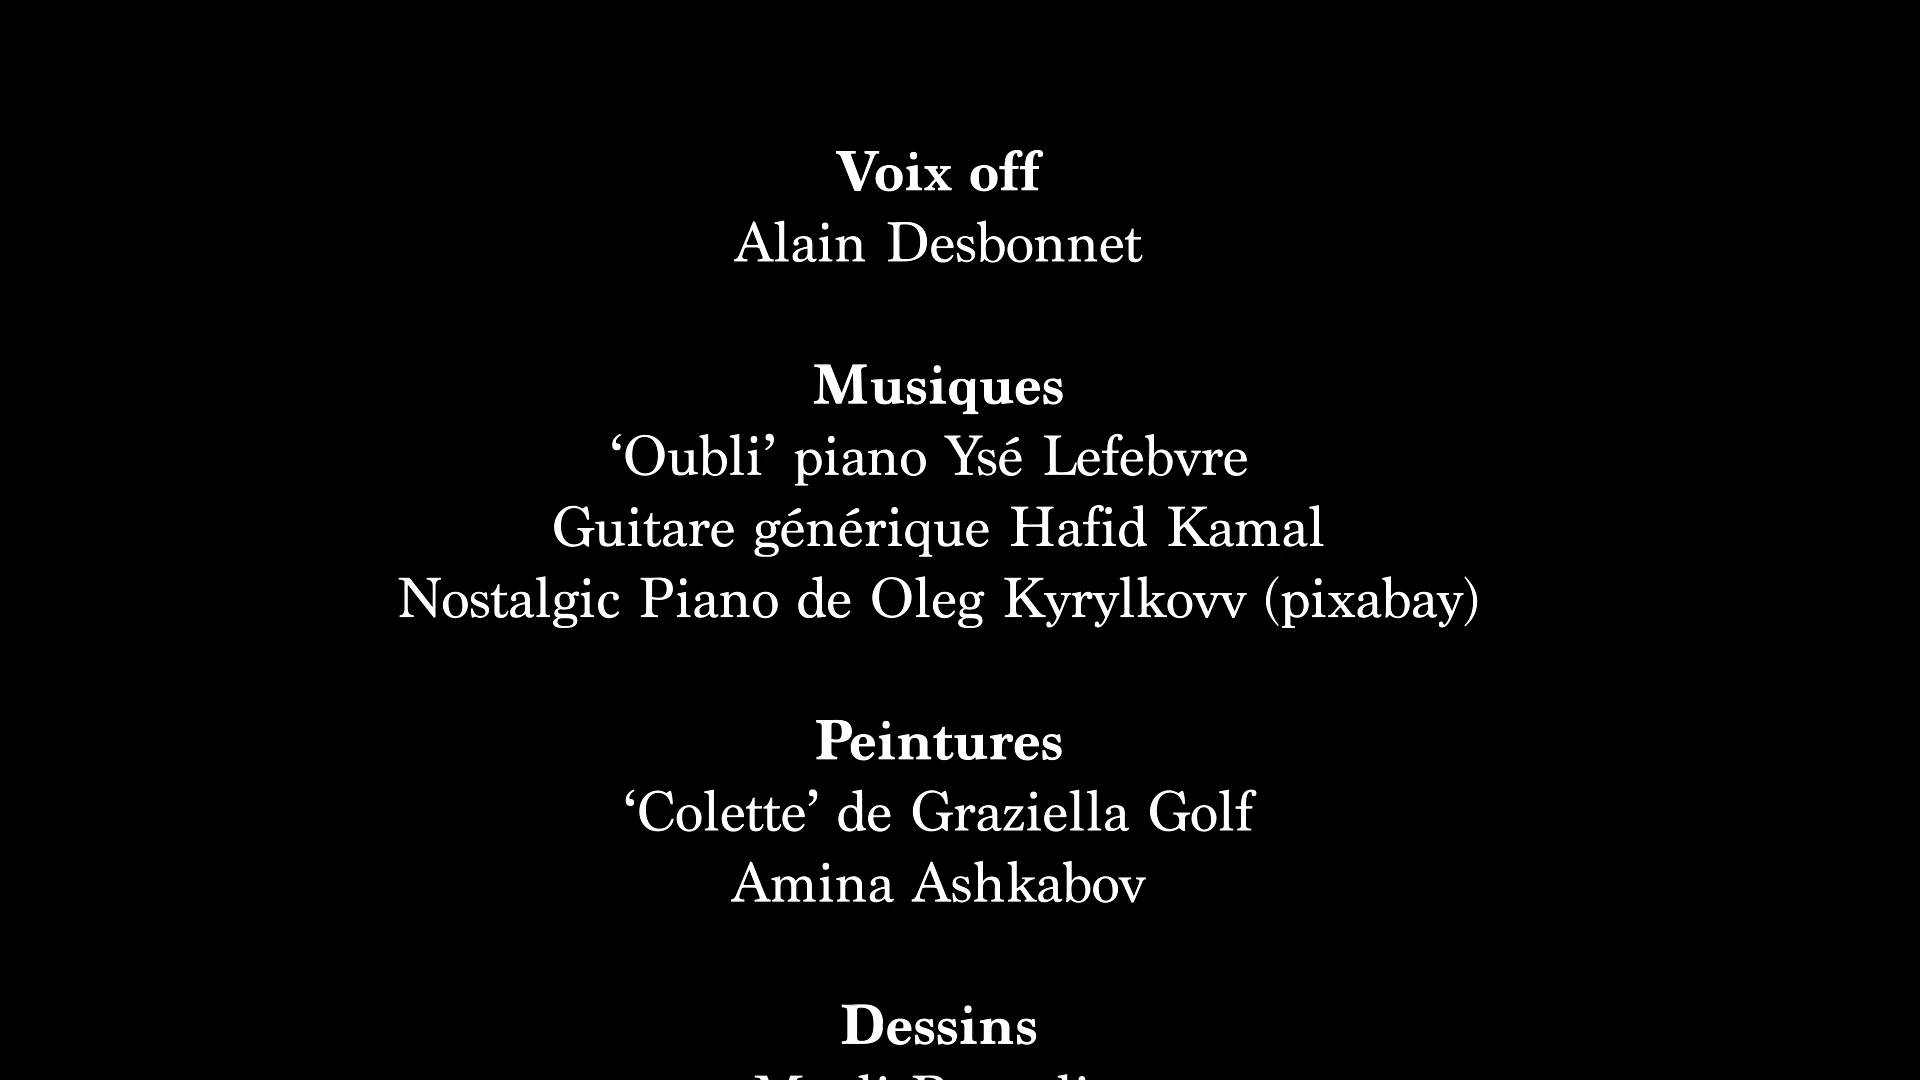 Voix off
Alain Desbonnet
Musiques
‘Oubli’ piano Ysé Lefebvre
Guitare générique Hafid Kamal
Nostalgic Piano de Oleg Kyrylkovv (pixabay)
Peintures
‘Colette’ de Graziella Golf
Amina Ashkabov
Dessins